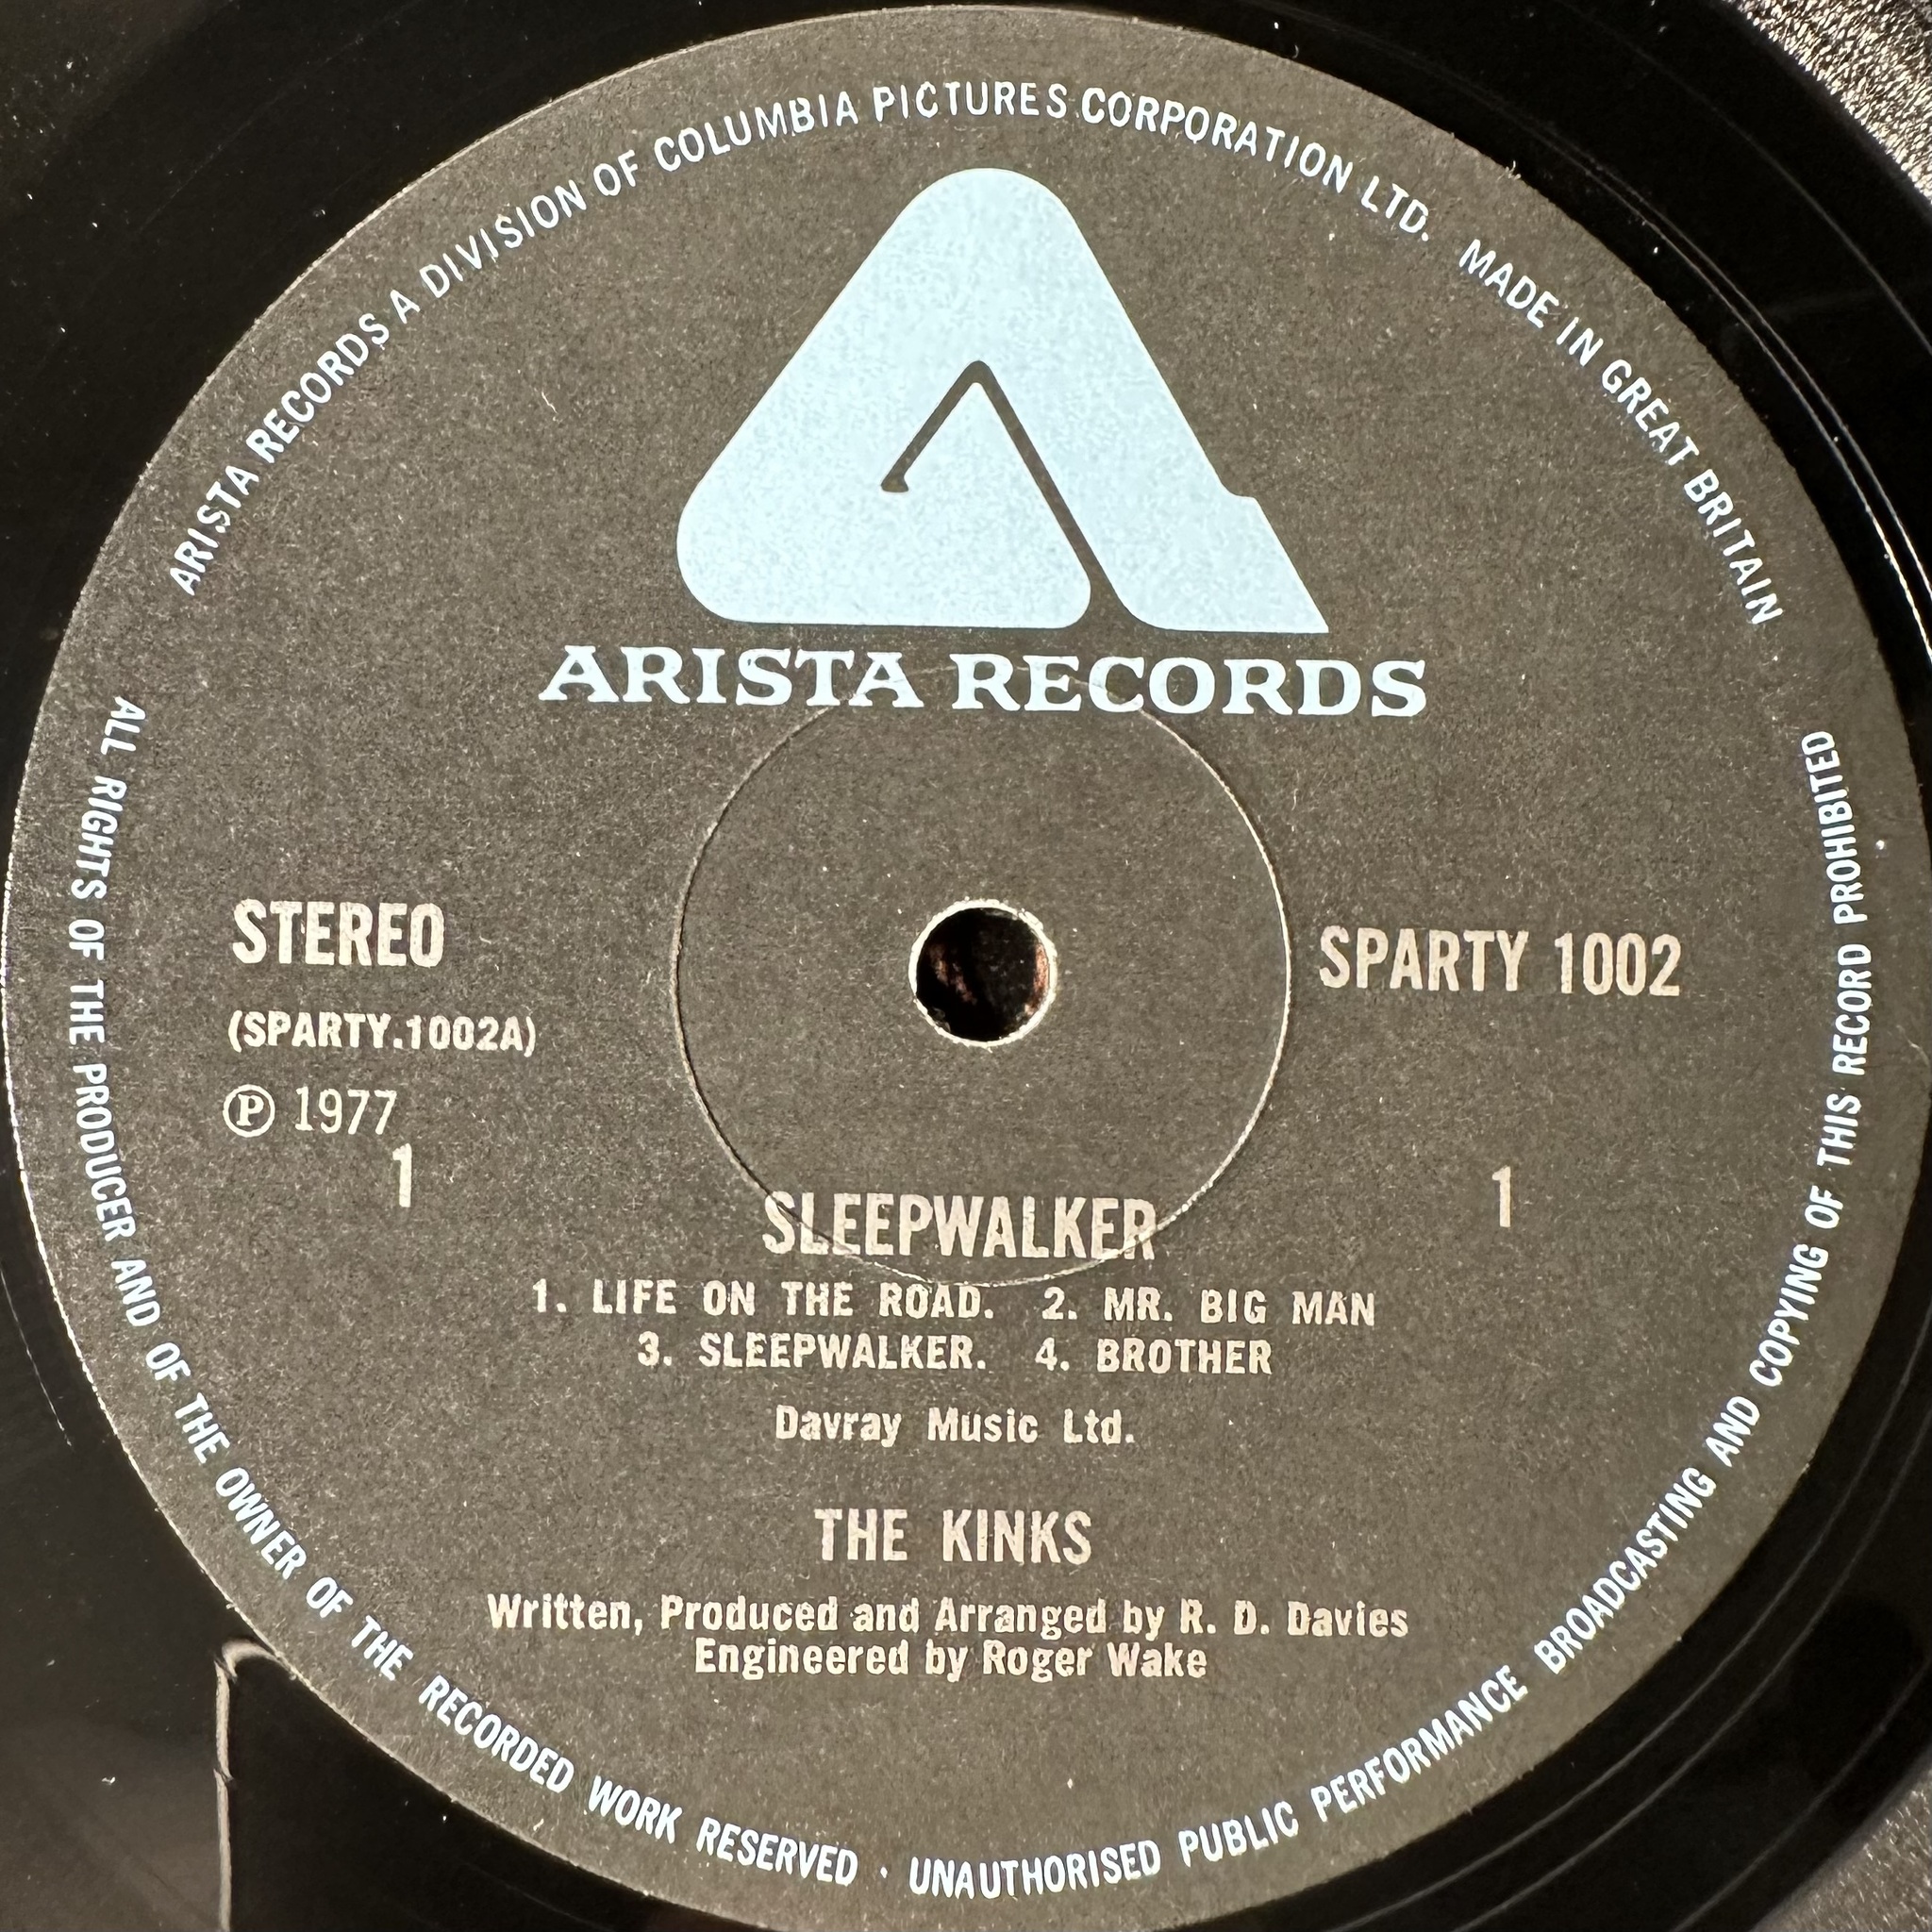 ARISTA RECORDS A DIVISION OF COLUMBIA PICTURES CORPORATION LTD. MADE IN GREAT BRITAIN
ARISTA RECORDS
STEREO
SPARTY 1002
(SPARTY.1002A)
Ⓟ 1977
1
1
SLEEPWALKER
1. LIFE ON THE ROAD. 2. MR. BIG MAN
3. SLEEPWALKER. 4. BROTHER
Davray Music Ltd.
THE KINKS
Written, Produced and Arranged by R. D. Davies
Engineered by Roger Wake
ALL RIGHTS OF THE PRODUCER AND OF THE OWNER OF THE RECORDED WORK RESERVED · UNAUTHORISED PUBLIC PERFORMANCE BROADCASTING AND COPYING OF THIS RECORD PROHIBITED